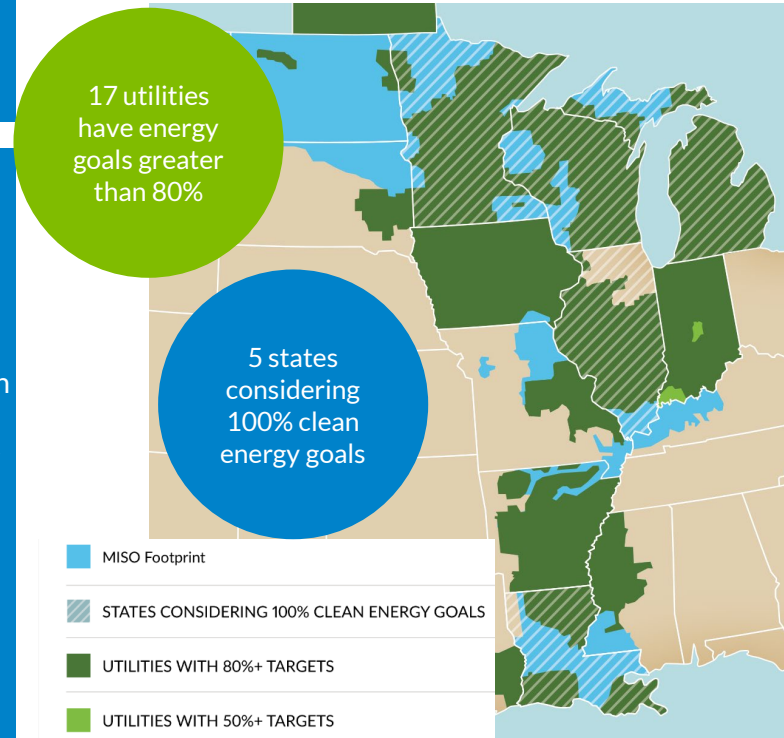 17 utilities
have energy
goals greater
than 80%
n
5 states
considering
100% clean
energy goals
MISO Footprint
STATES CONSIDERING 100% CLEAN ENERGY GOALS
UTILITIES WITH 80%+ TARGETS
UTILITIES WITH 50%+ TARGETS